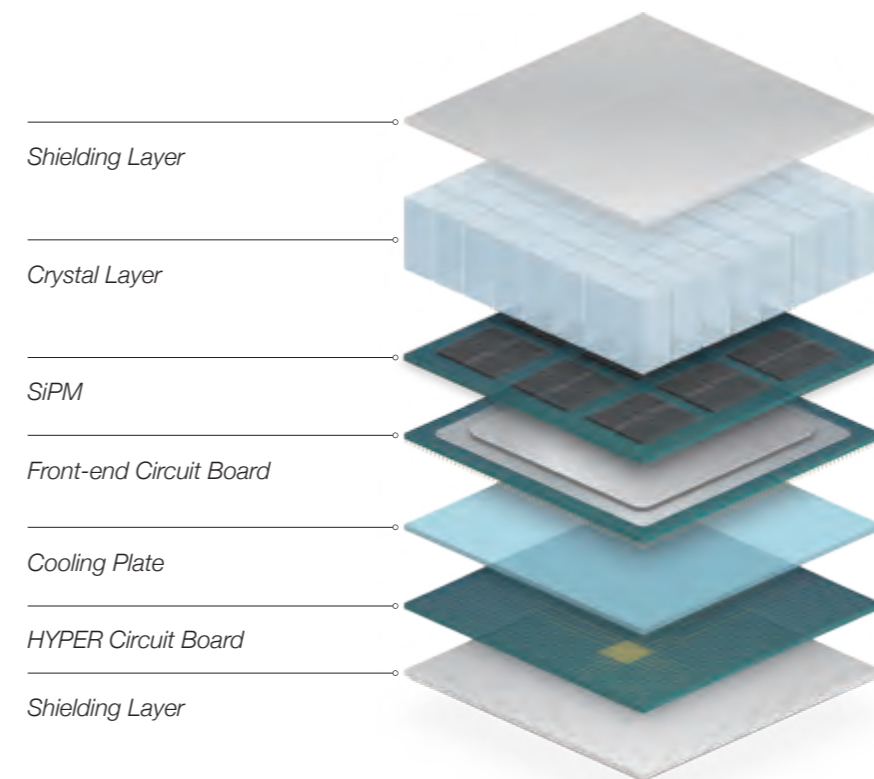 Shielding Layer
Crystal Layer
SiPM
Front-end Circuit Board
Cooling Plate
HYPER Circuit Board
Shielding Layer